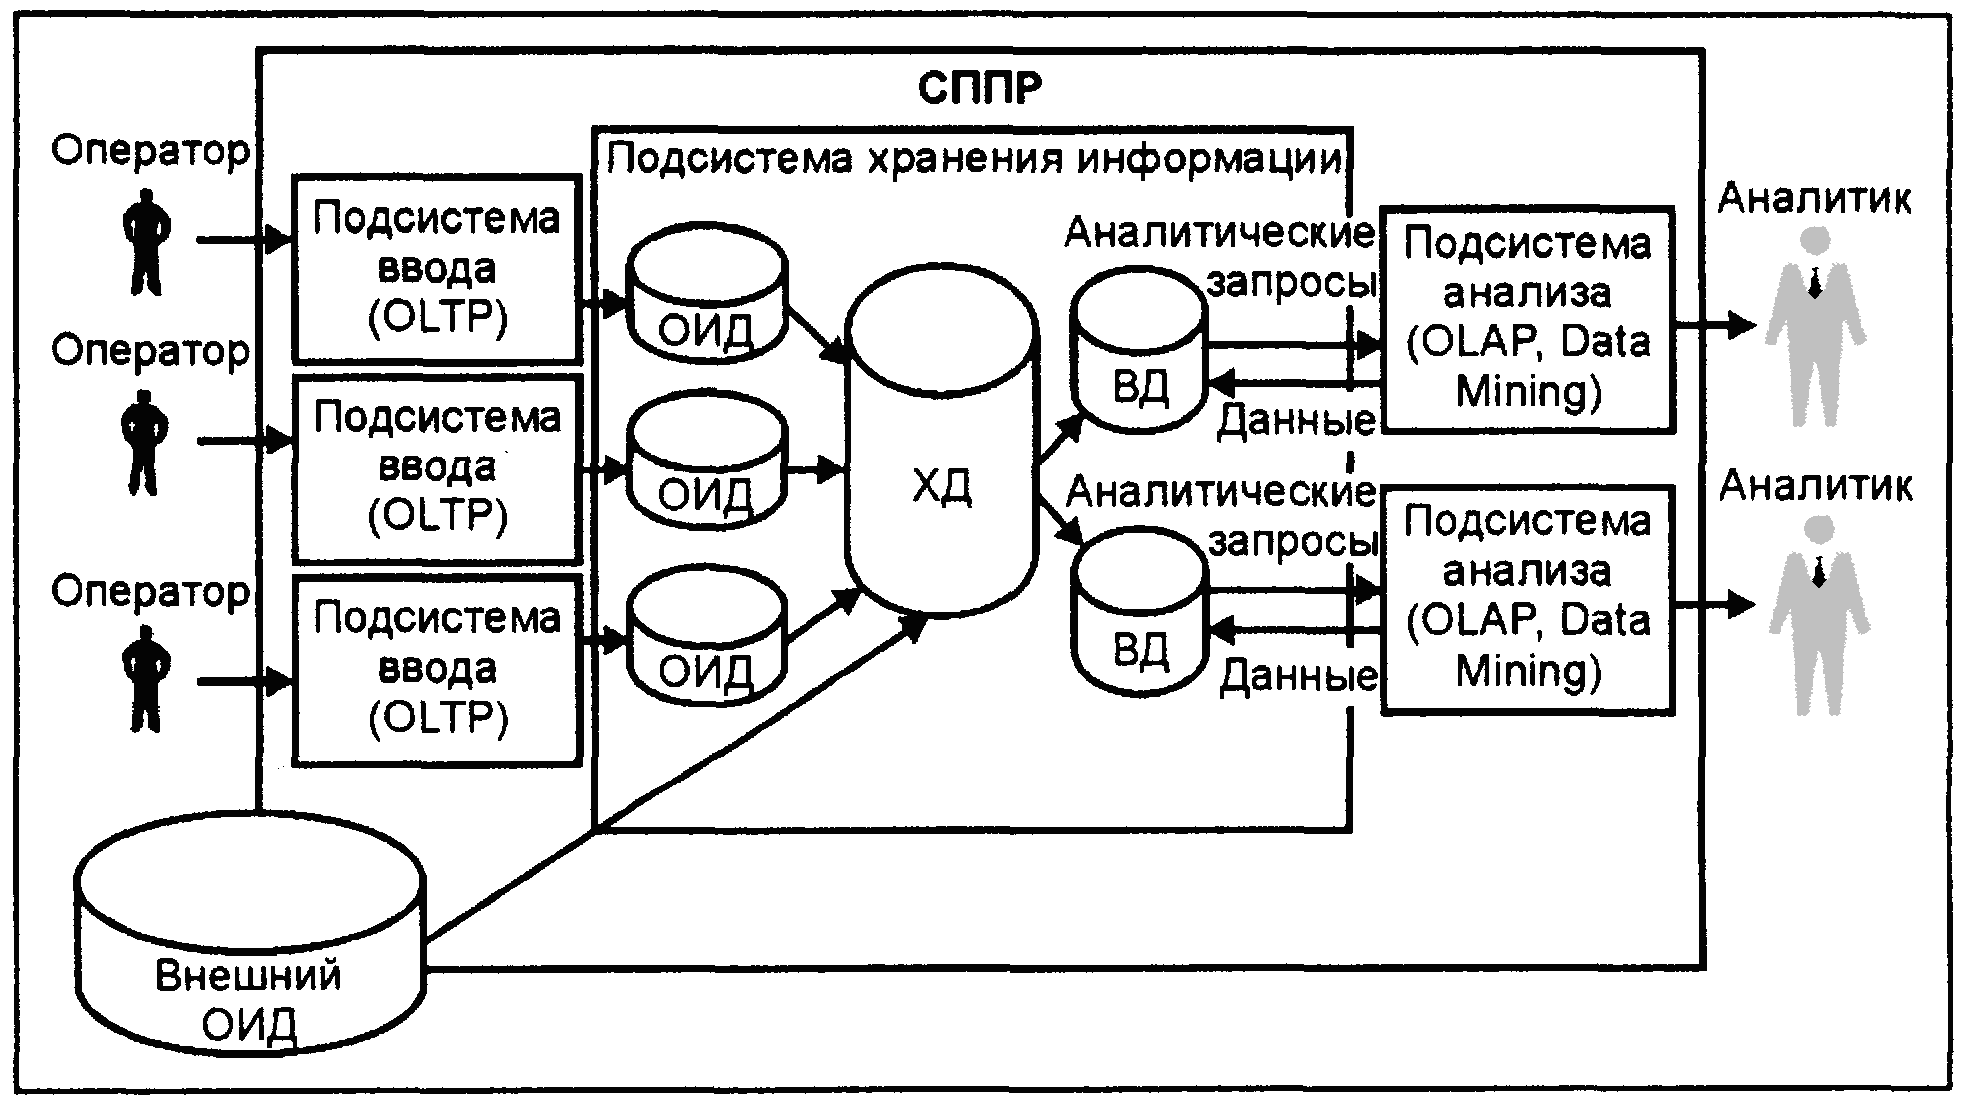 СППР
Подсистема хранения информации
Оператор
Подсистема
ввода
(OLTP)
ОИД
Оператор
Подсистема
ввода
(OLTP)
ОИД
Оператор
Подсистема
ввода
(OLTP)
ОИД
Внешний
ОИД
ХД
ВД
Аналитические
запросы
Данные
Подсистема
анализа
(OLAP, Data
Mining)
Аналитик
ВД
Аналитические
запросы
Данные
Подсистема
анализа
(OLAP, Data
Mining)
Аналитик